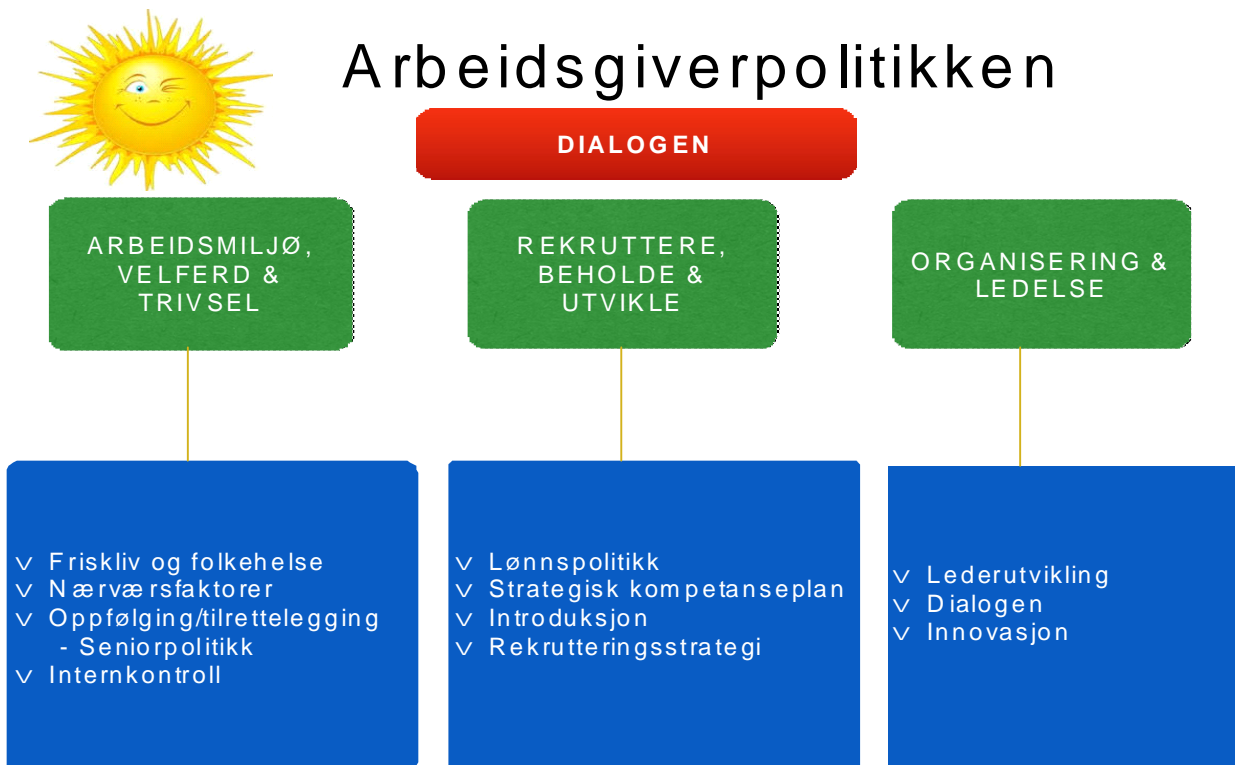 Arbeidsgiverpolitikken
DIALOGEN
ARBEIDSMILJØ,
VELFERD &
TRIVSEL
REKRUTTERE,
BEHOLDE &
UTVIKLE
ORGANISERING &
LEDELSE
v Friskliv og folkehelse
v Nærværsfaktorer
v Oppfølging/tilrettelegging
- Seniorpolitikk
v Internkontroll
v Lønnspolitikk
v Strategisk kompetanseplan
v Introduksjon
v Rekrutteringsstrategi
v Lederutvikling
v Dialogen
v Innovasjon